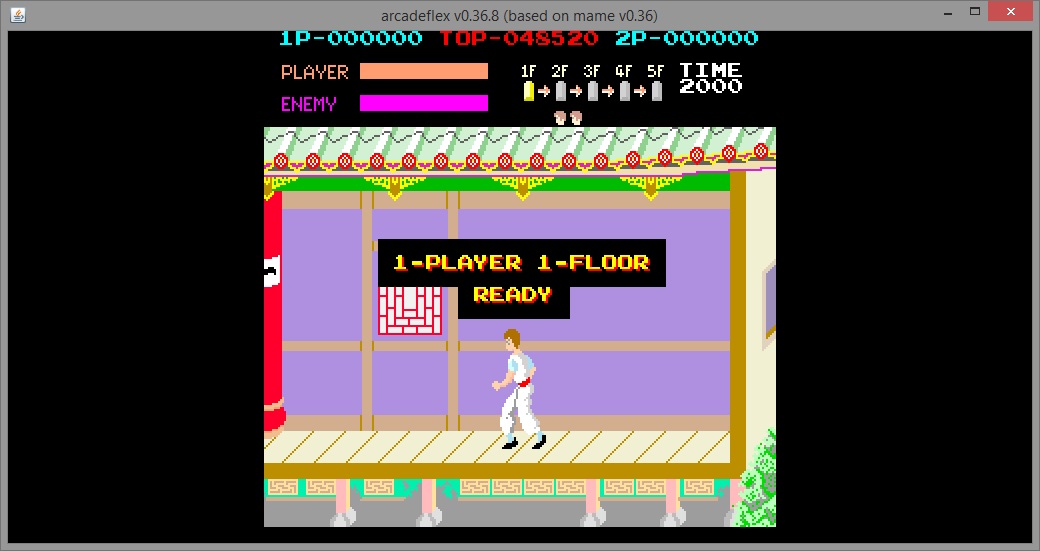 arcadeflex v0.36.8 (based on mame v0.36)
1P-000000 TOP-048520 2P-000000
PLAYER
1F 2F 3F 4F 5F
TIME
2000
ENEMY
1-PLAYER 1-FLOOR
READY